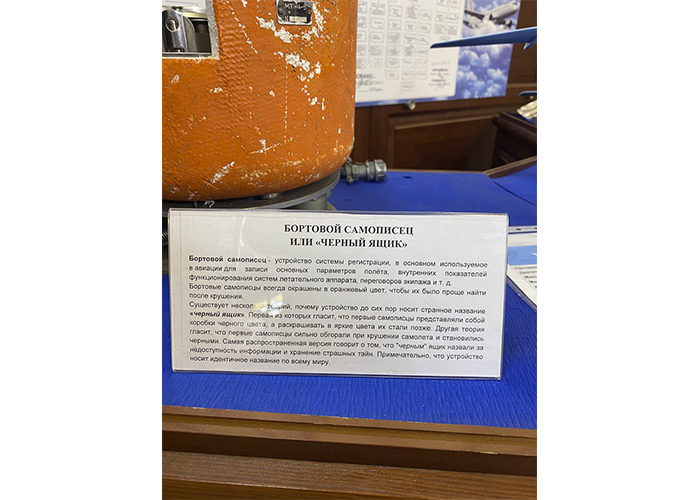 МТ-4-5
БОРТОВОЙ САМОПИСЕЦ
ИЛИ «ЧЕРНЫЙ ЯЩИК»
Бортовой самописец - устройство системы регистрации, в основном используемое
в авиации для записи основных параметров полёта, внутренних показателей
функционирования систем летательного аппарата, переговоров экипажа и т. д.
Бортовые самописцы всегда окрашены в оранжевый цвет, чтобы их было проще найти
после крушения.
Существует несколько теорий, почему устройство до сих пор носит странное название
«черный ящик». Первая из которых гласит, что первые самописцы представляли собой
коробки черного цвета, а раскрашивать в яркие цвета их стали позже. Другая теория
гласит, что первые самописцы сильно обгорали при крушении самолета и становились
черными. Самая распространенная версия говорит о том, что "черным" ящик назвали за
недоступность информации и хранение страшных тайн. Примечательно, что устройство
носит идентичное название по всему миру.